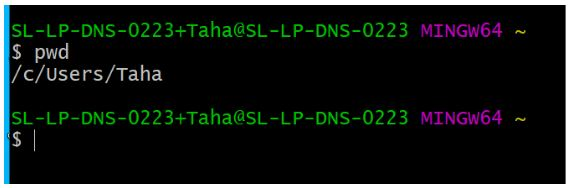 SL-LP-DNS-0223+Taha@SL-LP-DNS-0223 MINGW64 ~
$ pwd
/c/Users/Taha
SL-LP-DNS-0223+Taha@SL-LP-DNS-0223 MINGW64 ~
$